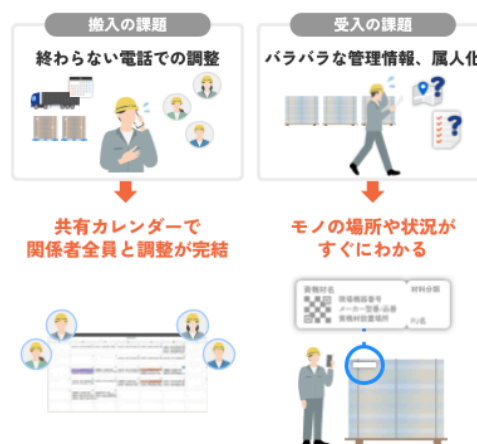 搬入の課題
終わらない電話での調整
共有カレンダーで
関係者全員と調整が完結
受入の課題
バラバラな管理情報、属人化
?
?
モノの場所や状況が
すぐにわかる
資機材名
材料分類
現場機器番号
メーカー型番/品番
資機材設置場所
PJ名